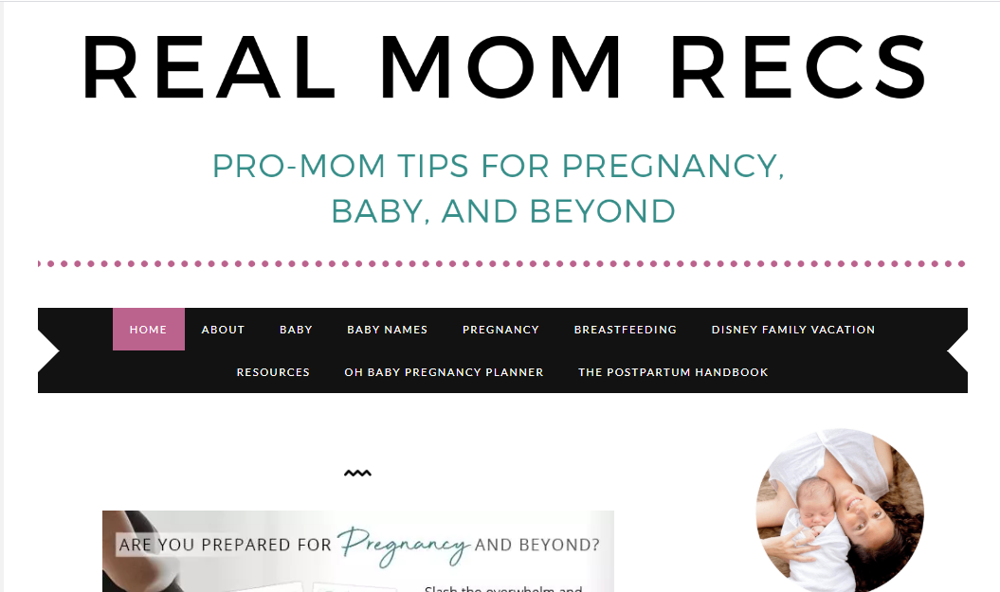 REAL MOM RECS
PRO-MOM TIPS FOR PREGNANCY,
BABY, AND BEYOND
HOME ABOUT BABY BABY NAMES PREGNANCY BREASTFEEDING DISNEY FAMILY VACATION
RESOURCES OH BABY PREGNANCY PLANNER THE POSTPARTUM HANDBOOK
ARE YOU PREPARED FOR Pregnancy AND BEYOND?
Slash the overwhelm and